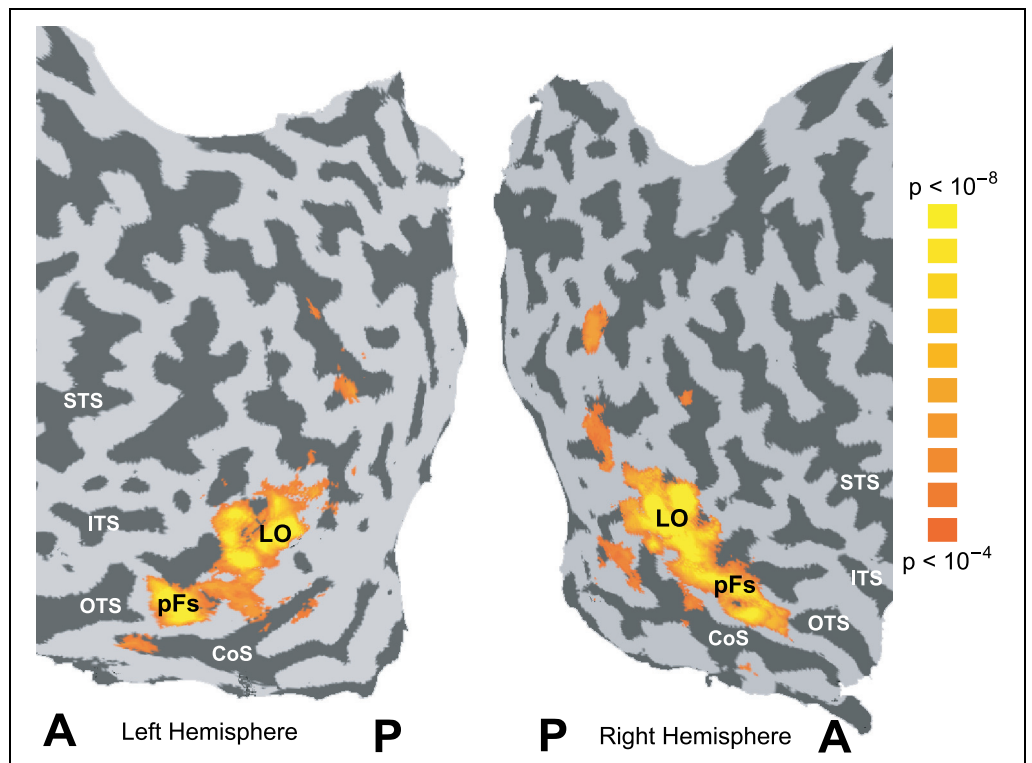 p < 10⁻⁸
STS
STS
ITS
LO
LO
p < 10⁻⁴
ITS
pFs
pFs
OTS
OTS
CoS
CoS
A Left Hemisphere P P Right Hemisphere A